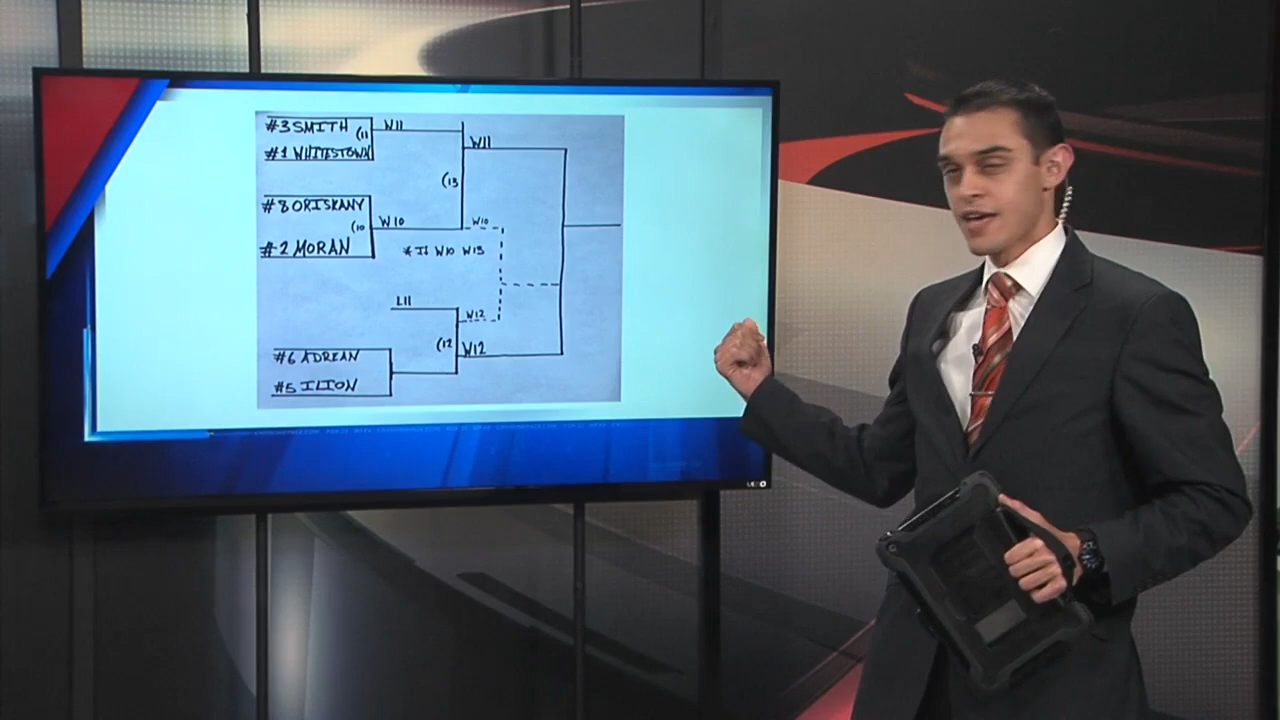 #3 SMITH
(11
W11
W11
#1 WHITESTOWN
(13
#8 ORISKANY
(10
W10
W10
#2 MORAN
*If W10 W13
L11
W12
(12
W12
#6 ADREAN
#5 ILION